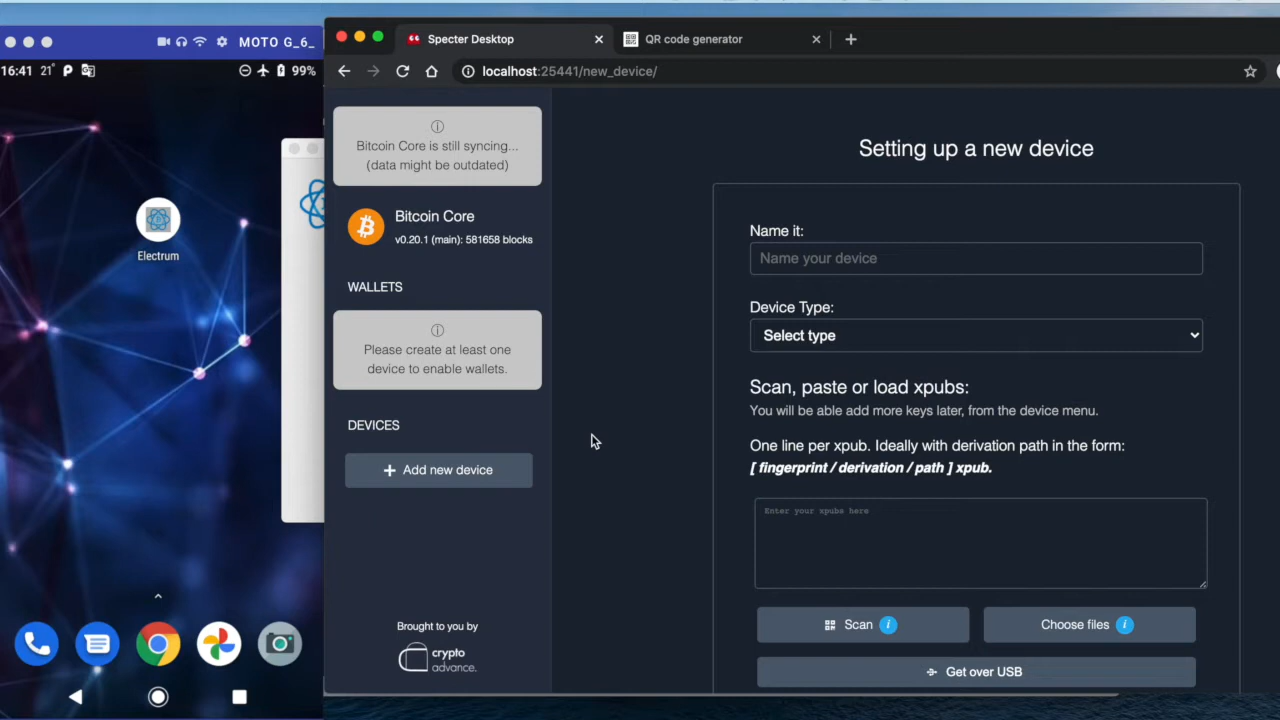 MOTO G_6_
16:41 21°
99%
Electrum
Specter Desktop
QR code generator
localhost:25441/new_device/
Bitcoin Core is still syncing...
(data might be outdated)
Bitcoin Core
v0.20.1 (main): 581658 blocks
WALLETS
Please create at least one
device to enable wallets.
DEVICES
+ Add new device
Brought to you by
crypto
advance.
Setting up a new device
Name it:
Name your device
Device Type:
Select type
Scan, paste or load xpubs:
You will be able add more keys later, from the device menu.
One line per xpub. Ideally with derivation path in the form:
[ fingerprint / derivation / path ] xpub.
Enter your xpubs here
Scan i
Choose files i
Get over USB